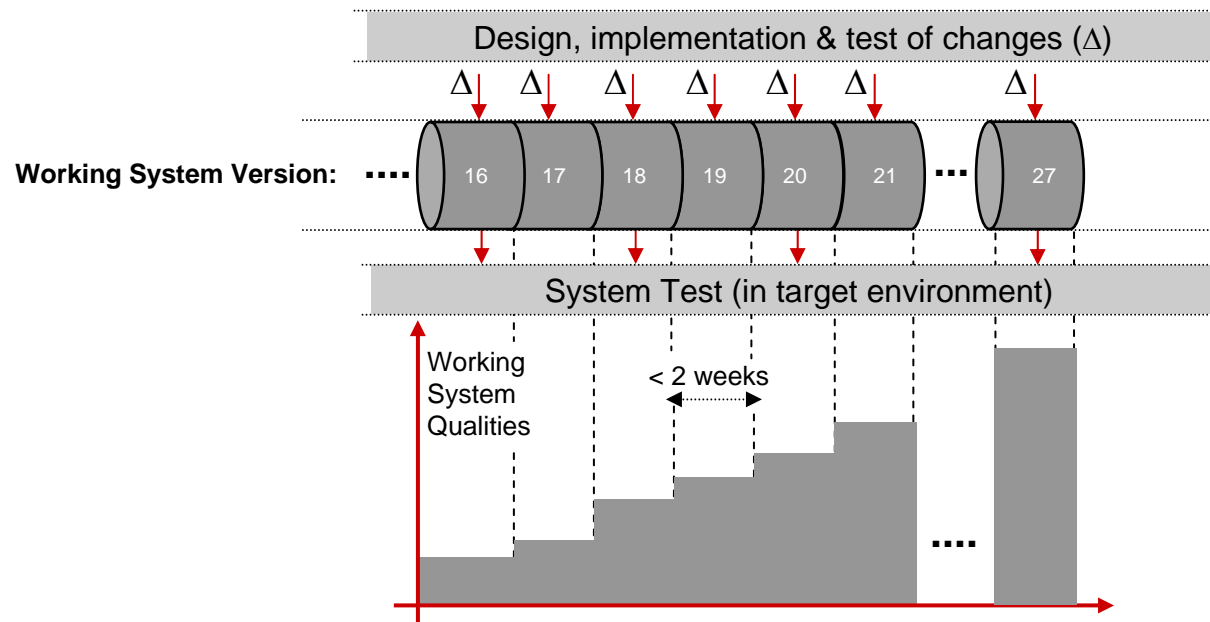 Design, implementation & test of changes (Δ)
Δ Δ Δ Δ Δ Δ Δ
Working System Version: .... 16 17 18 19 20 21 ... 27
System Test (in target environment)
Working
System
Qualities
< 2 weeks
....